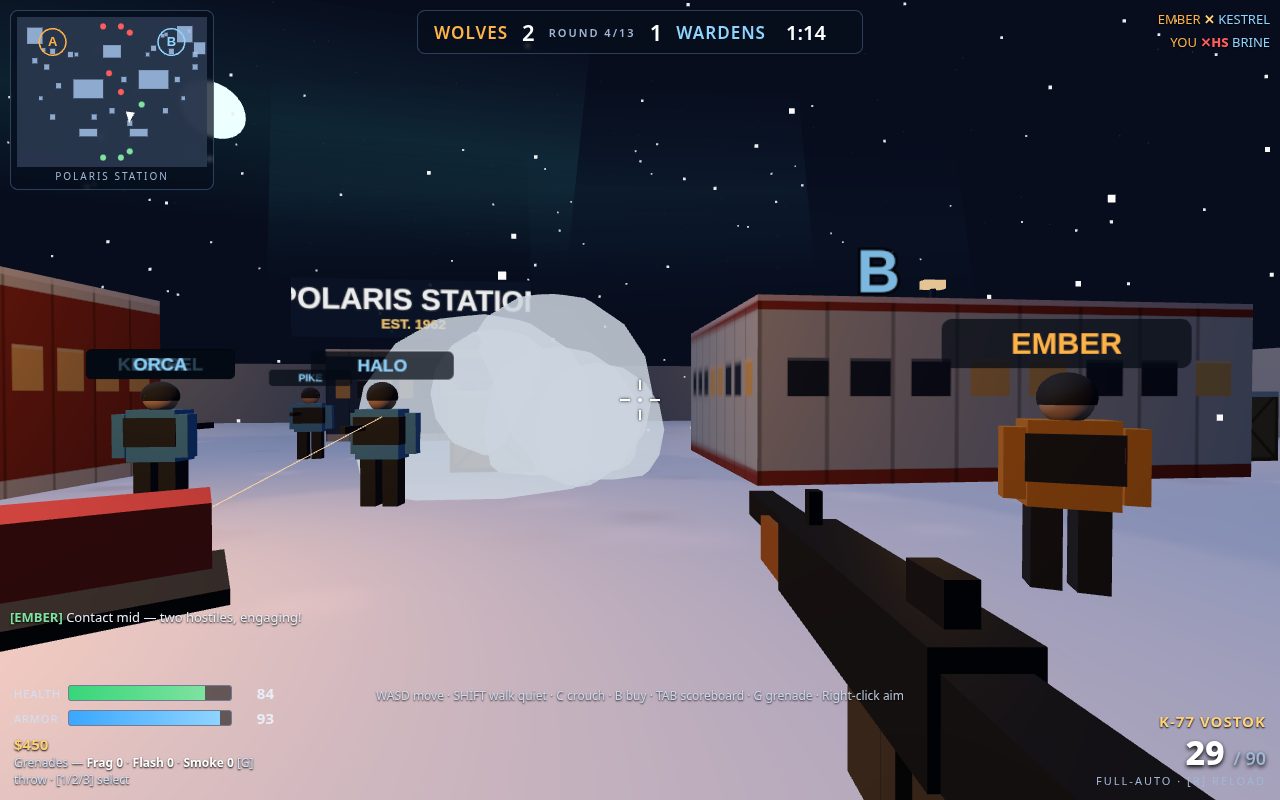 A
B
POLARIS STATION
WOLVES 2 ROUND 4/13 1 WARDENS 1:14
EMBER ✕ KESTREL
YOU ✕HS BRINE
B
POLARIS STATIO
EST. 1962
EMBER
ORCA
HALO
PIKE
[EMBER] Contact mid — two hostiles, engaging!
HEALTH 84
ARMOR 93
$450
Grenades — Frag 0 · Flash 0 · Smoke 0 [G]
throw · [1/2/3] select
WASD move · SHIFT walk quiet · C crouch · B buy · TAB scoreboard · G grenade · Right-click aim
K-77 VOSTOK
29 / 90
FULL-AUTO · [R] RELOAD